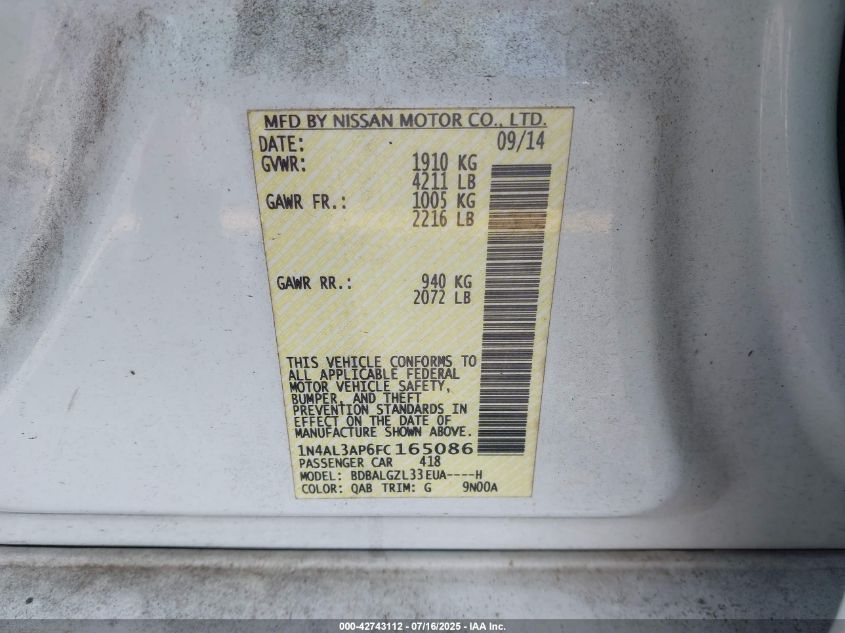 MFD BY NISSAN MOTOR CO., LTD.
DATE: 09/14
GVWR: 1910 KG
4211 LB
GAWR FR.: 1005 KG
2216 LB
GAWR RR.: 940 KG
2072 LB
THIS VEHICLE CONFORMS TO
ALL APPLICABLE FEDERAL
MOTOR VEHICLE SAFETY,
BUMPER, AND THEFT
PREVENTION STANDARDS IN
EFFECT ON THE DATE OF
MANUFACTURE SHOWN ABOVE.
1N4AL3AP6FC165086
PASSENGER CAR 418
MODEL: BDBALGZL33EUA----H
COLOR: QAB TRIM: G 9N00A
000-42743112 - 07/16/2025 - IAA Inc.